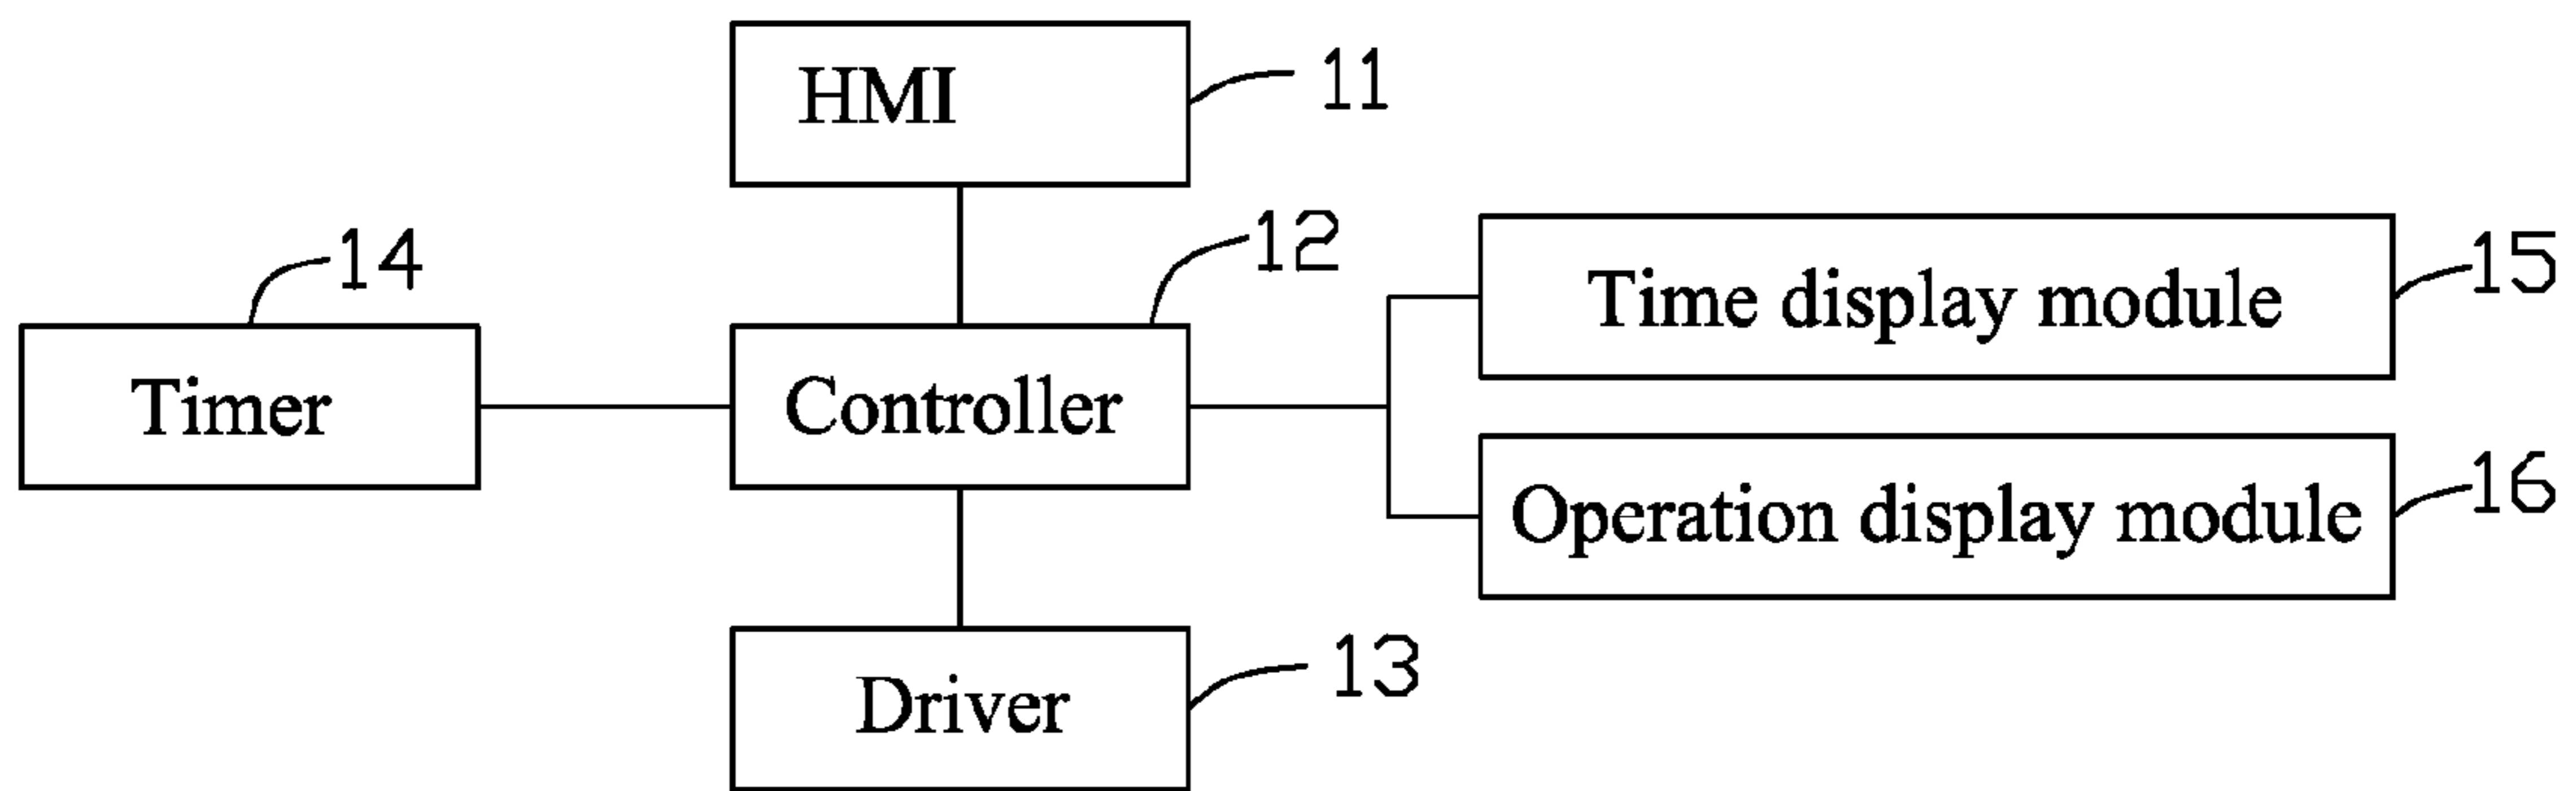 HMI
11
12
14
15
Time display module
Timer
Controller
16
Operation display module
13
Driver